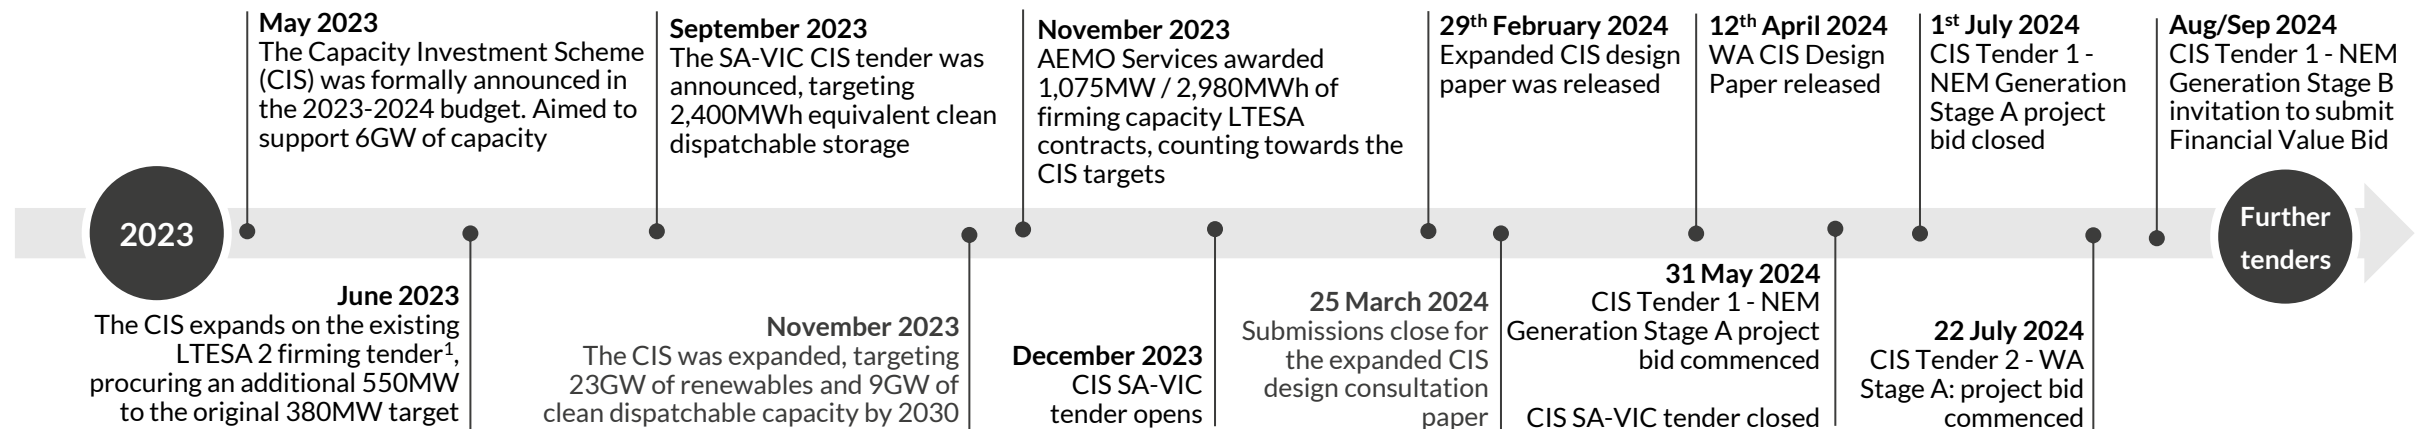 May 2023
The Capacity Investment Scheme
(CIS) was formally announced in
the 2023-2024 budget. Aimed to
support 6GW of capacity
September 2023
The SA-VIC CIS tender was
announced, targeting
2,400MWh equivalent clean
dispatchable storage
November 2023
AEMO Services awarded
1,075MW / 2,980MWh of
firming capacity LTESA
contracts, counting towards the
CIS targets
29th February 2024
Expanded CIS design
paper was released
12th April 2024
WA CIS Design
Paper released
1st July 2024
CIS Tender 1 -
NEM Generation
Stage A project
bid closed
Aug/Sep 2024
CIS Tender 1 - NEM
Generation Stage B
invitation to submit
Financial Value Bid
2023
Further
tenders
June 2023
The CIS expands on the existing
LTESA 2 firming tender1,
procuring an additional 550MW
to the original 380MW target
November 2023
The CIS was expanded, targeting
23GW of renewables and 9GW of
clean dispatchable capacity by 2030
December 2023
CIS SA-VIC
tender opens
25 March 2024
Submissions close for
the expanded CIS
design consultation
paper
31 May 2024
CIS Tender 1 - NEM
Generation Stage A project
bid commenced
CIS SA-VIC tender closed
22 July 2024
CIS Tender 2 - WA
Stage A: project bid
commenced